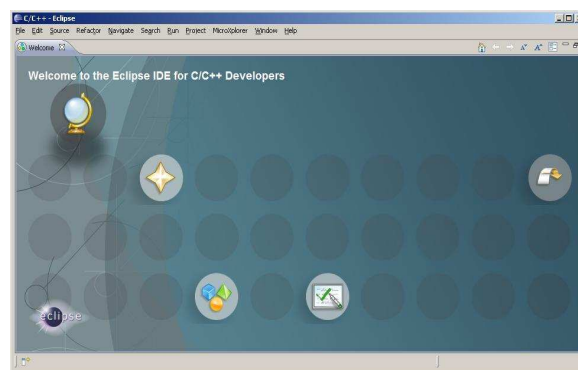 C/C++ - Eclipse
File Edit Source Refactor Navigate Search Run Project MicroXplorer Window Help
Welcome
Welcome to the Eclipse IDE for C/C++ Developers
eclipse